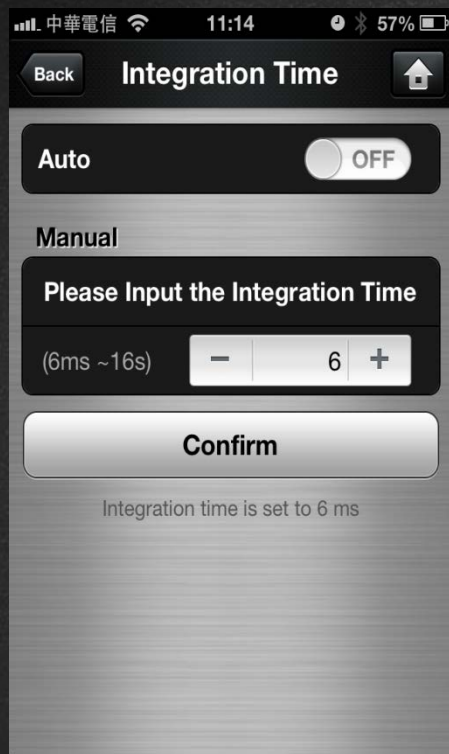 中華電信 11:14 57%
Back Integration Time
Auto OFF
Manual
Please Input the Integration Time
(6ms ~16s) − 6 +
Confirm
Integration time is set to 6 ms